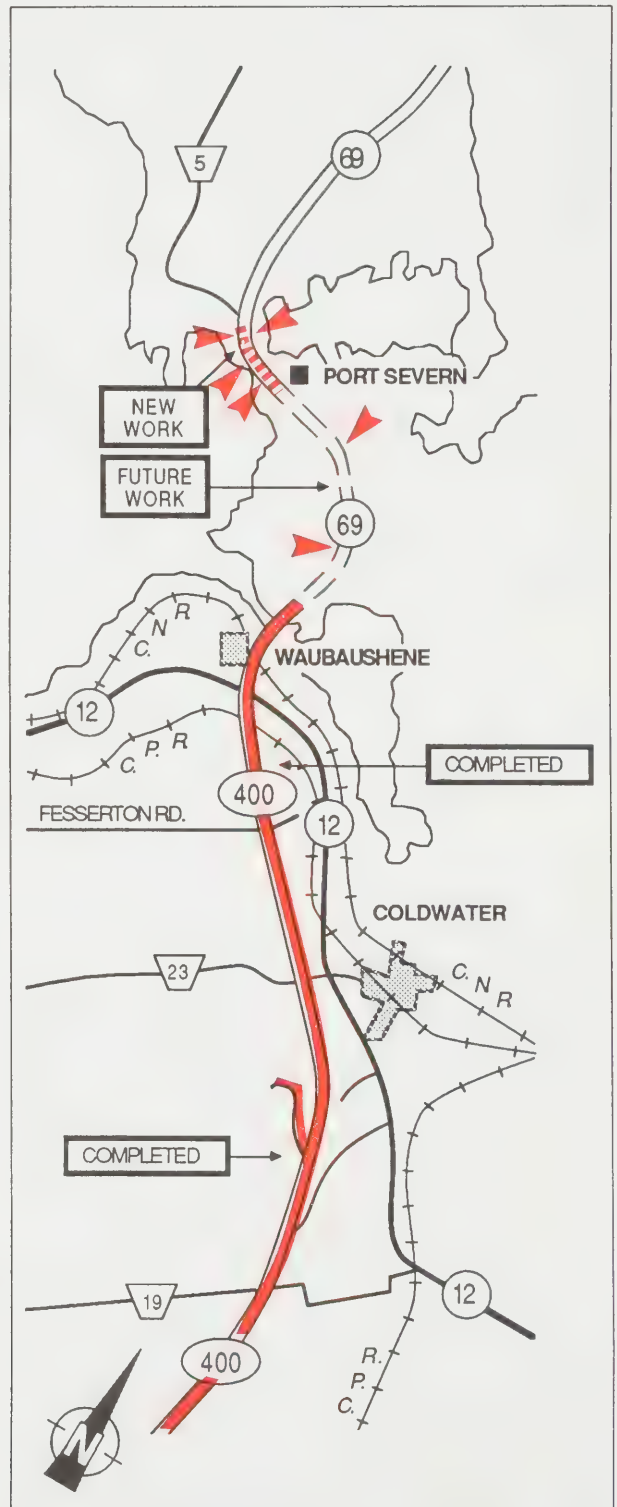 5
69
PORT SEVERN
NEW
WORK
FUTURE
WORK
69
C. N R.
WAUBAUSHENE
12
C. P. R
COMPLETED
400
FESSERTON RD.
12
COLDWATER
23
C. N R
COMPLETED
19
12
400
R. P. C.
N